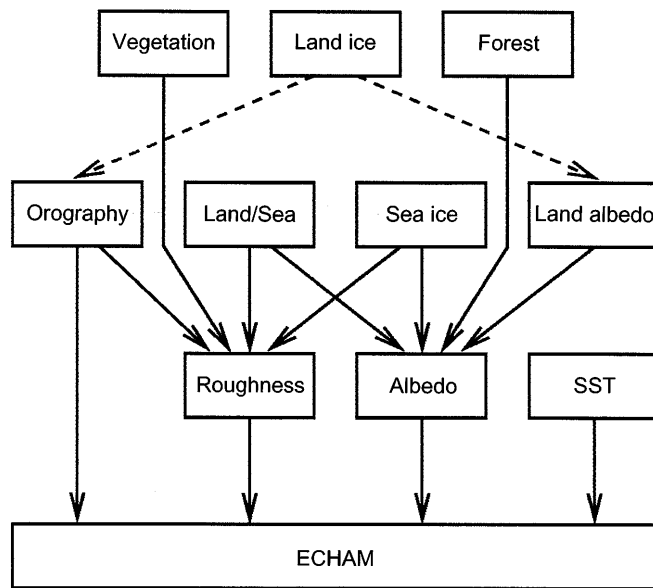 Vegetation
Land ice
Forest
Orography
Land/Sea
Sea ice
Land albedo
Roughness
Albedo
SST
ECHAM